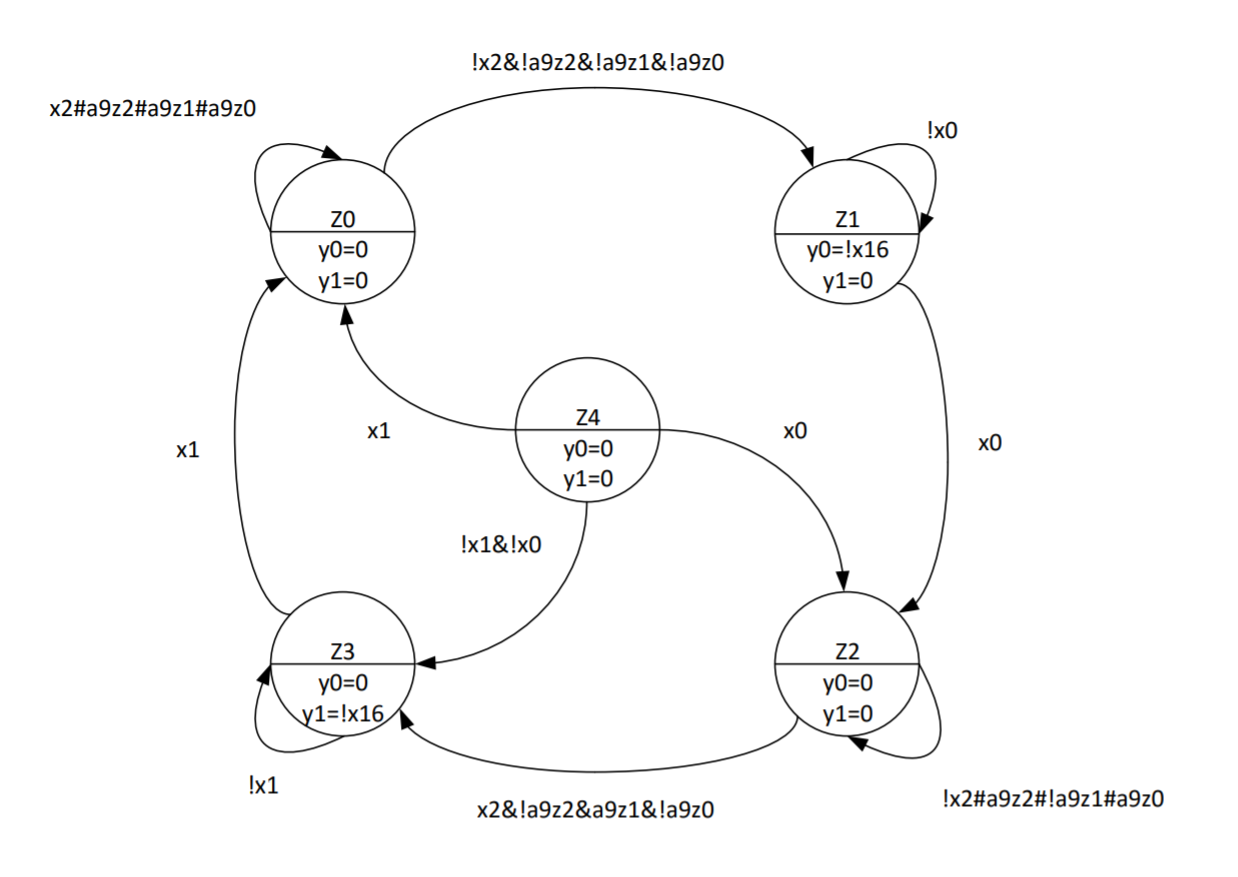 !x2&!a9z2&!a9z1&!a9z0
x2#a9z2#a9z1#a9z0
!x0
Z0
y0=0
y1=0
Z1
y0=!x16
y1=0
x1
x1
Z4
y0=0
y1=0
x0
x0
!x1&!x0
Z3
y0=0
y1=!x16
Z2
y0=0
y1=0
!x1
x2&!a9z2&a9z1&!a9z0
!x2#a9z2#!a9z1#a9z0